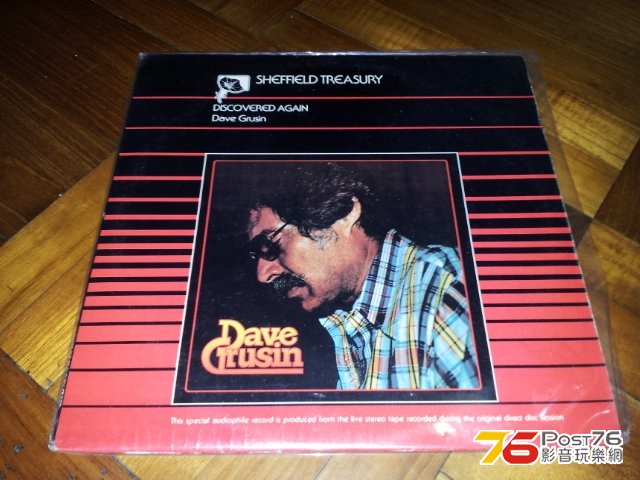 SHEFFIELD TREASURY
DISCOVERED AGAIN
Dave Grusin
Dave
Grusin
This special audiophile record is produced from the live stereo tape recorded during the original direct disc session.
76 Post76
影音玩樂網